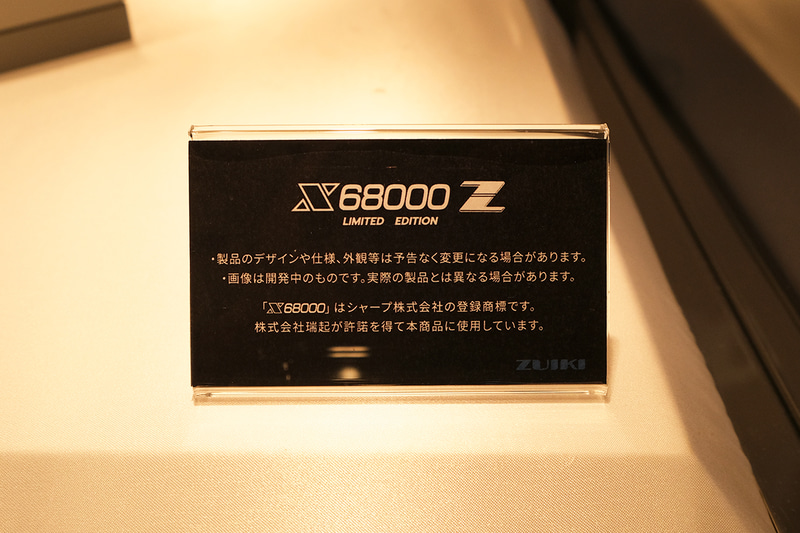 X68000 Z
LIMITED EDITION
・製品のデザインや仕様、外観等は予告なく変更になる場合があります。
・画像は開発中のものです。実際の製品とは異なる場合があります。
「X68000」はシャープ株式会社の登録商標です。
株式会社瑞起が許諾を得て本商品に使用しています。
ZUIKI